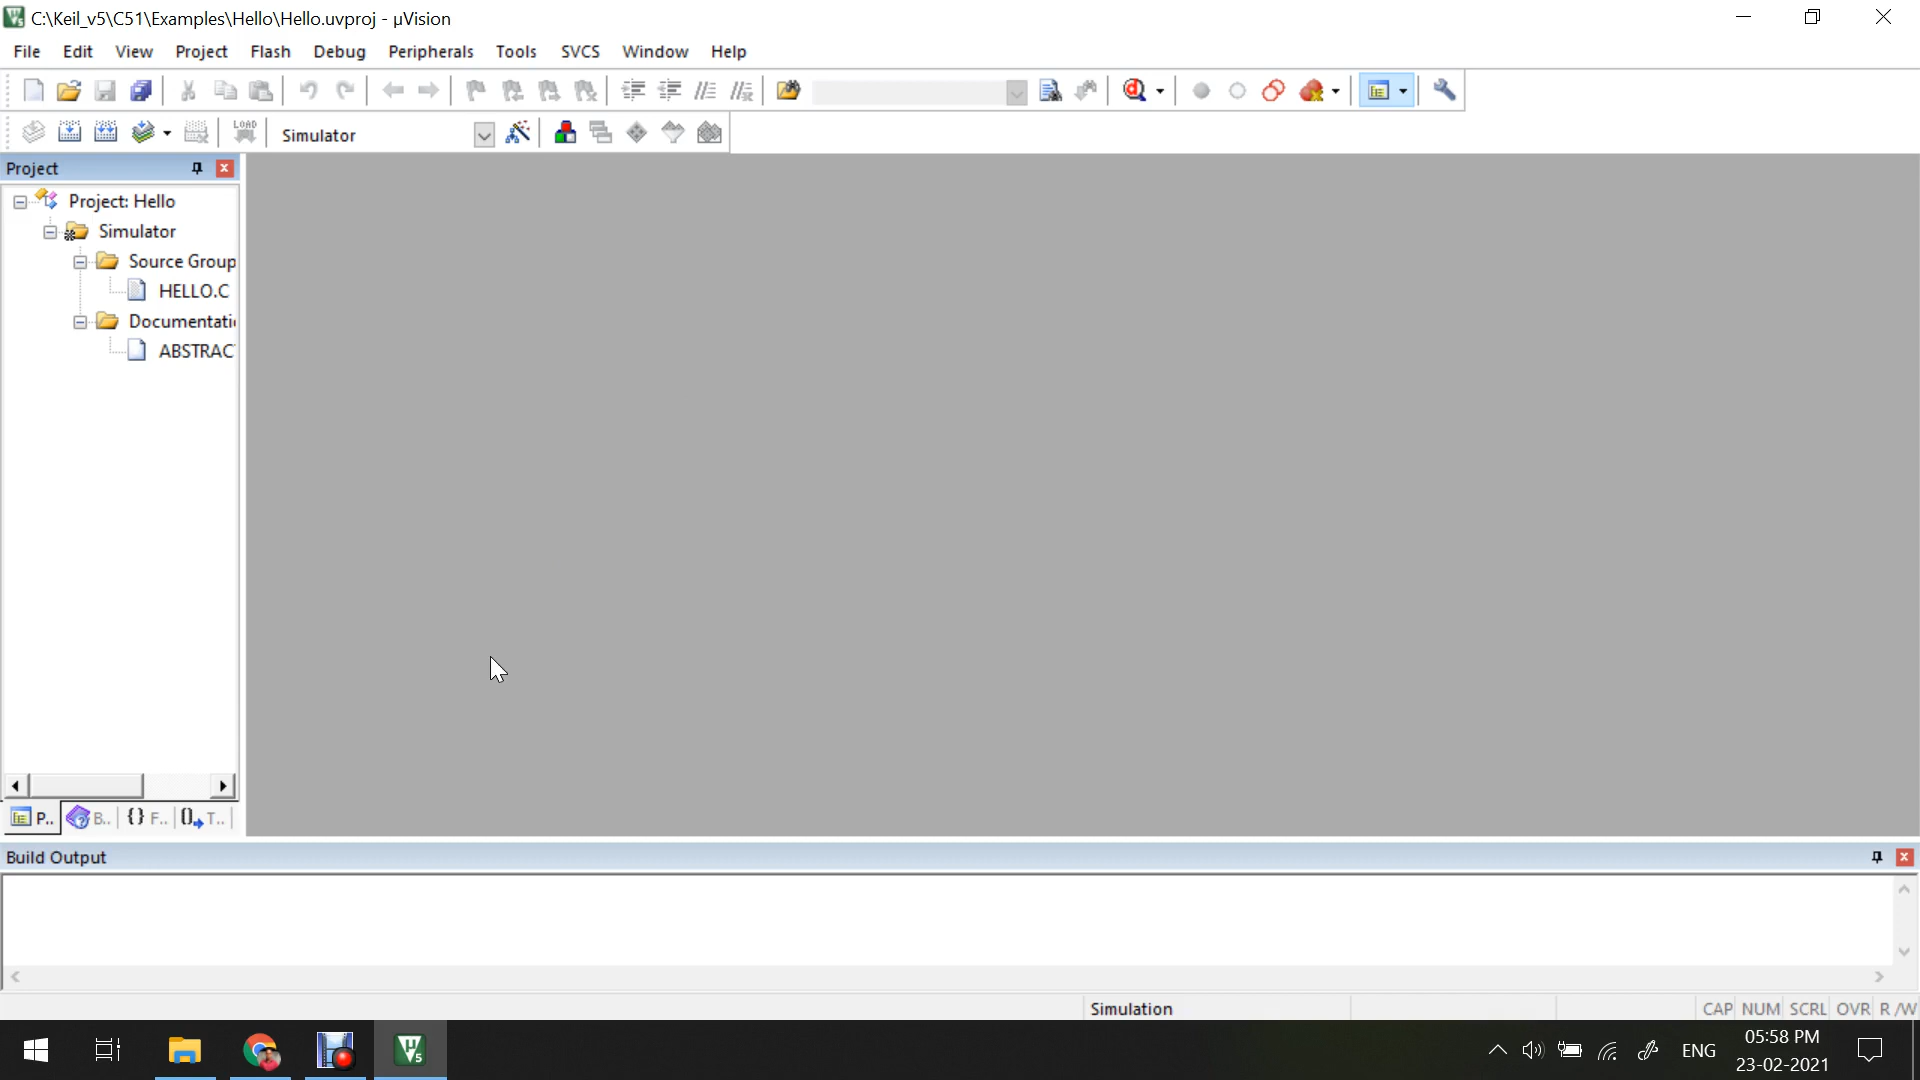 C:\Keil_v5\C51\Examples\Hello\Hello.uvproj - µVision
File Edit View Project Flash Debug Peripherals Tools SVCS Window Help
LOAD Simulator
Project
Project: Hello
Simulator
Source Group
HELLO.C
Documentati
ABSTRAC
P.. B.. {} F.. T..
Build Output
Simulation CAP NUM SCRL OVR R /W
05:58 PM
ENG
23-02-2021